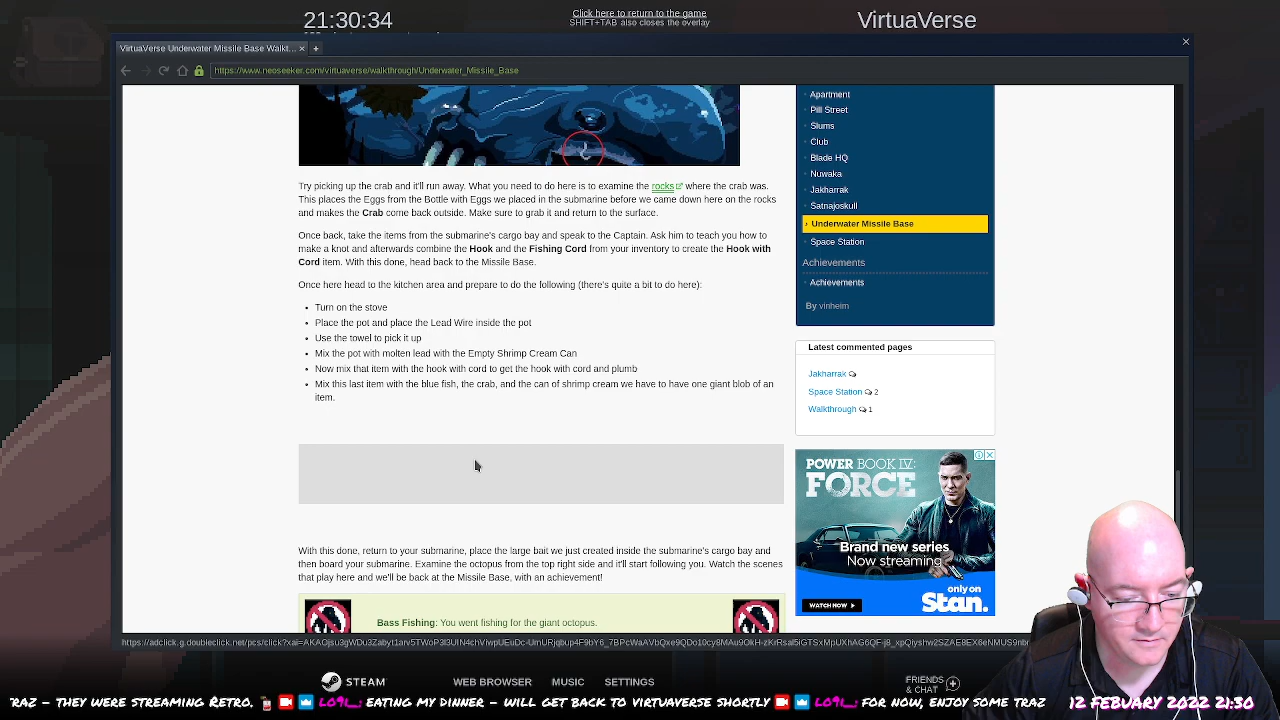 21:30:34
Click here to return to the game
SHIFT+TAB also closes the overlay
VirtuaVerse
VirtuaVerse Underwater Missile Base Walkt...
https://www.neoseeker.com/virtuaverse/walkthrough/Underwater_Missile_Base
Try picking up the crab and it'll run away. What you need to do here is to examine the rocks where the crab was.
This places the Eggs from the Bottle with Eggs we placed in the submarine before we came down here on the rocks
and makes the Crab come back outside. Make sure to grab it and return to the surface.
Once back, take the items from the submarine's cargo bay and speak to the Captain. Ask him to teach you how to
make a knot and afterwards combine the Hook and the Fishing Cord from your inventory to create the Hook with
Cord item. With this done, head back to the Missile Base.
Once here head to the kitchen area and prepare to do the following (there's quite a bit to do here):
• Turn on the stove
• Place the pot and place the Lead Wire inside the pot
• Use the towel to pick it up
• Mix the pot with molten lead with the Empty Shrimp Cream Can
• Now mix that item with the hook with cord to get the hook with cord and plumb
• Mix this last item with the blue fish, the crab, and the can of shrimp cream we have to have one giant blob of an
item.
With this done, return to your submarine, place the large bait we just created inside the submarine's cargo bay and
then board your submarine. Examine the octopus from the top right side and it'll start following you. Watch the scenes
that play here and we'll be back at the Missile Base, with an achievement!
Bass Fishing: You went fishing for the giant octopus.
Apartment
Pill Street
Slums
Club
Blade HQ
Nuwaka
Jakharrak
Satnajoskull
› Underwater Missile Base
Space Station
Achievements
Achievements
By vinheim
Latest commented pages
Jakharrak
Space Station 2
Walkthrough 1
POWER BOOK IV:
FORCE
Brand new series
Now streaming
only on
Stan.
WATCH NOW
STEAM
WEB BROWSER
MUSIC
SETTINGS
FRIENDS
& CHAT
TRAZ - THEY WERE TO GAMING RETRO. LO91_: EATING MY DINNER - WILL GET BACK TO VIRTUAVERSE SHORTLY LO91_: FOR NOW, ENJOY SOME TRAZ
12 FEBUARY 2022 21:30